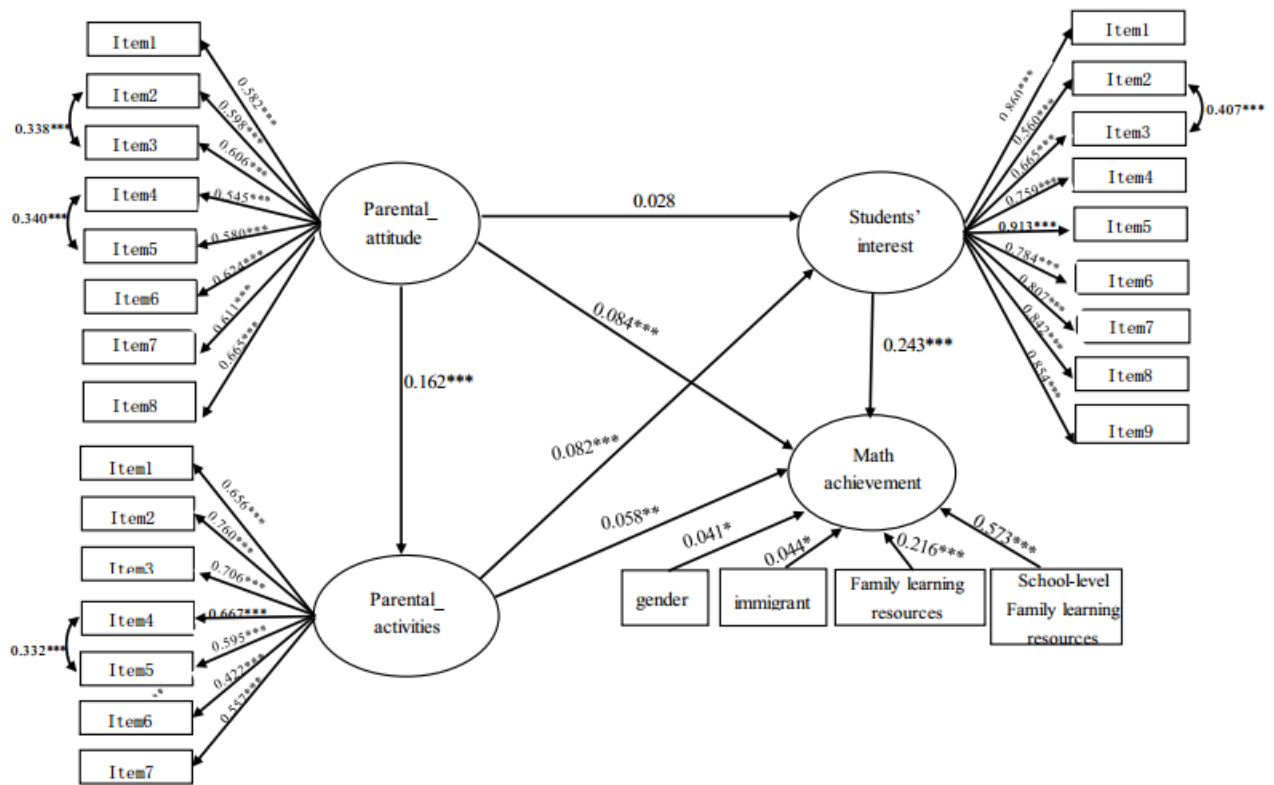 Item1
Item2
Item3
Item4
Item5
Item6
Item7
Item8
0.338***
0.340***
0.582***
0.598***
0.606***
0.545***
0.580***
0.624***
0.611***
0.665***
Parental_
attitude
0.028
0.084***
0.162***
Students’
interest
0.860***
0.560***
0.665***
0.759***
0.913***
0.784***
0.807***
0.842***
0.854***
Item1
Item2
Item3
Item4
Item5
Item6
Item7
Item8
Item9
0.407***
0.243***
Math
achievement
0.082***
0.058**
0.041*
0.044*
0.216***
0.573***
gender
immigrant
Family learning
resources
School-level
Family learning
resources
Item1
Item2
Item3
Item4
Item5
Item6
Item7
0.332***
0.656***
0.760***
0.706***
0.667***
0.595***
0.422***
0.557***
**
Parental_
activities